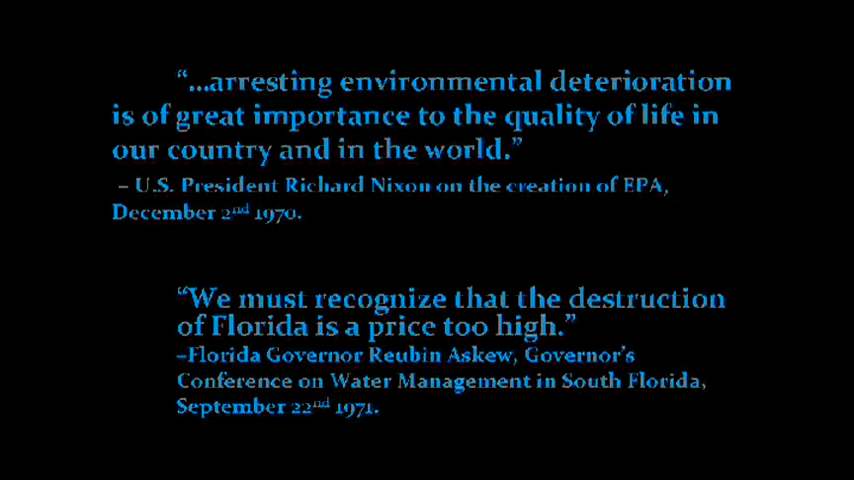 “...arresting environmental deterioration
is of great importance to the quality of life in
our country and in the world.”
– U.S. President Richard Nixon on the creation of EPA,
December 2nd 1970.
“We must recognize that the destruction
of Florida is a price too high.”
–Florida Governor Reubin Askew, Governor’s
Conference on Water Management in South Florida,
September 22nd 1971.